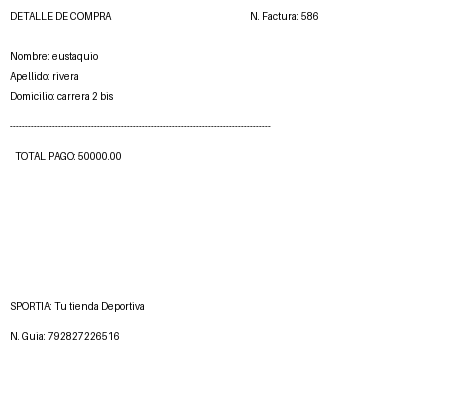 DETALLE DE COMPRA N. Factura: 586
Nombre: eustaquio
Apellido: rivera
Domicilio: carrera 2 bis
----------------------------------------------------------------------------------------
TOTAL PAGO: 50000.00
SPORTIA: Tu tienda Deportiva
N. Guia: 792827226516